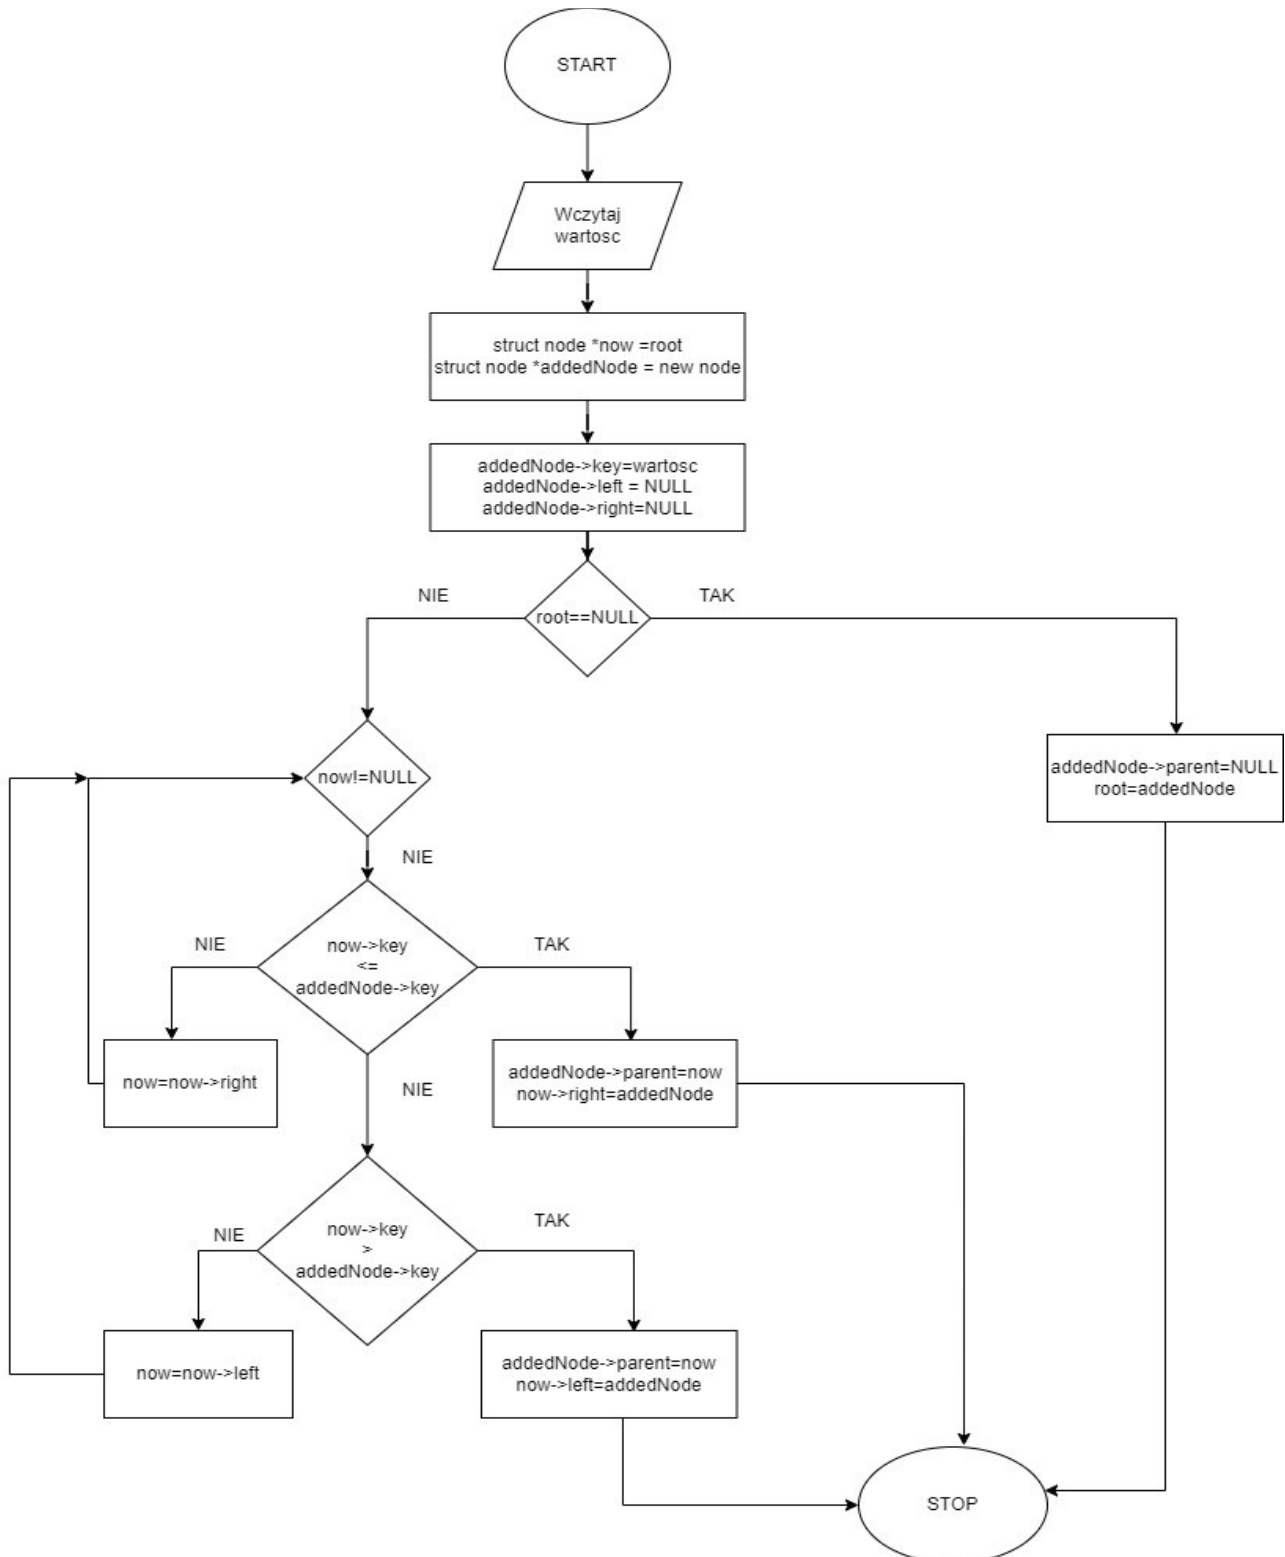 START
Wczytaj
wartosc
struct node *now =root
struct node *addedNode = new node
addedNode->key=wartosc
addedNode->left = NULL
addedNode->right=NULL
NIE
root==NULL
TAK
now!=NULL
addedNode->parent=NULL
root=addedNode
NIE
NIE
now->key
<=
addedNode->key
TAK
now=now->right
addedNode->parent=now
now->right=addedNode
NIE
NIE
now->key
>
addedNode->key
TAK
now=now->left
addedNode->parent=now
now->left=addedNode
STOP